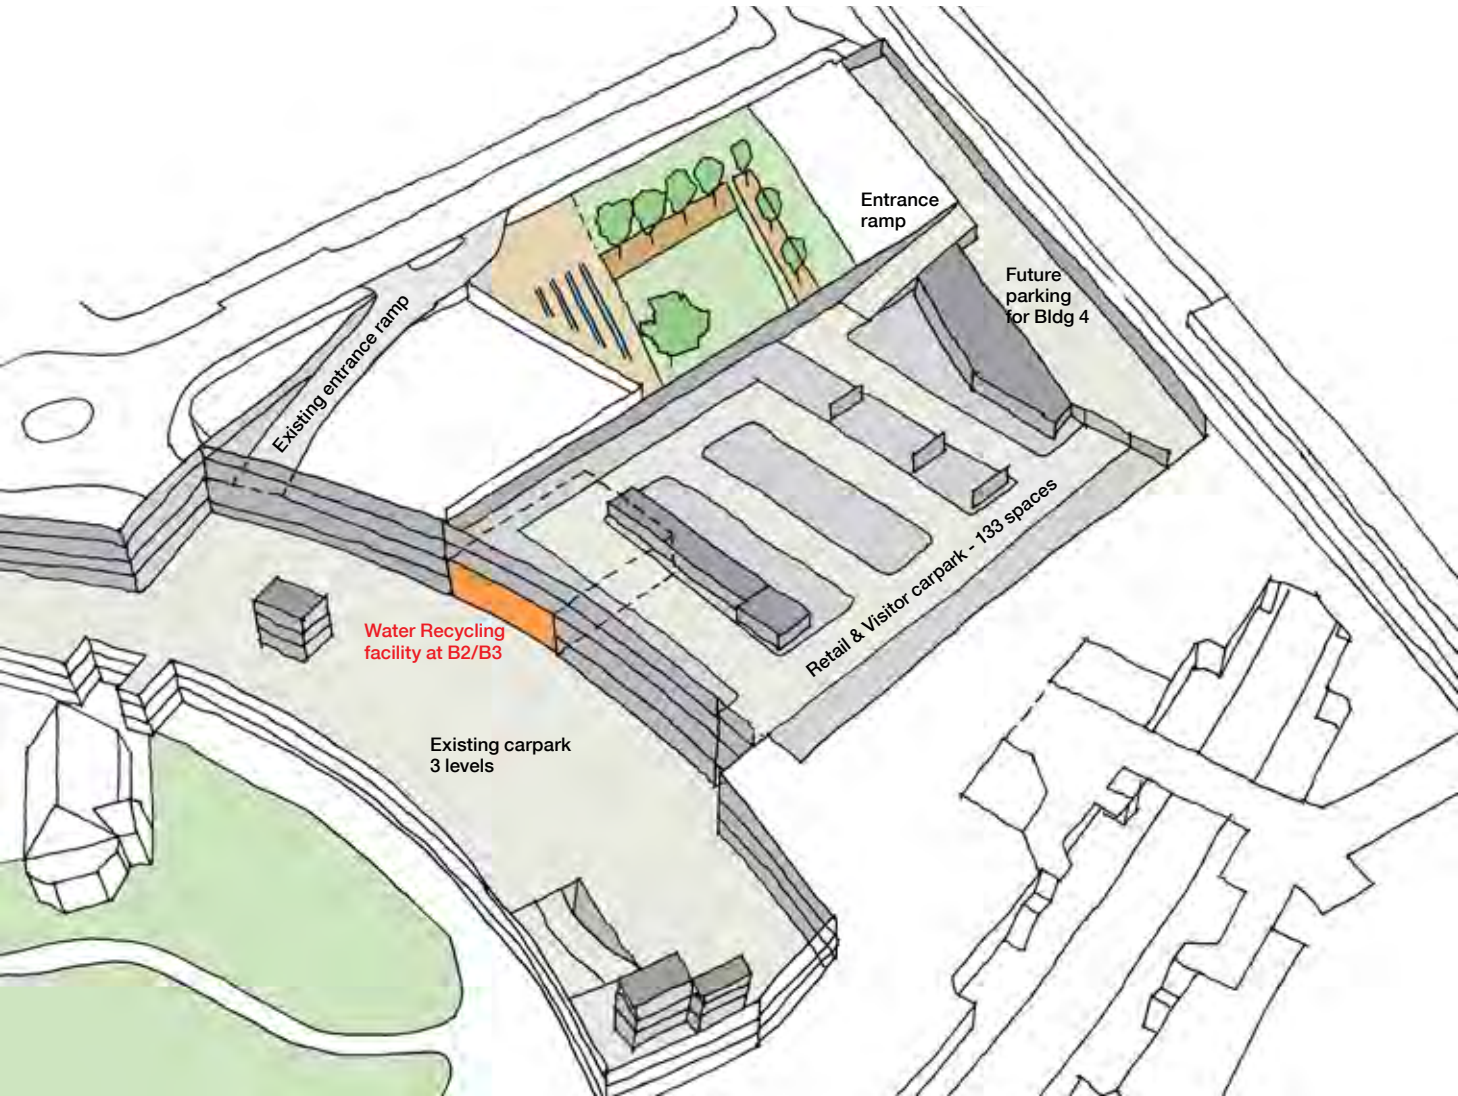 Entrance
ramp
Future
parking
for Bldg 4
Existing entrance ramp
Retail & Visitor carpark - 133 spaces
Water Recycling
facility at B2/B3
Existing carpark
3 levels